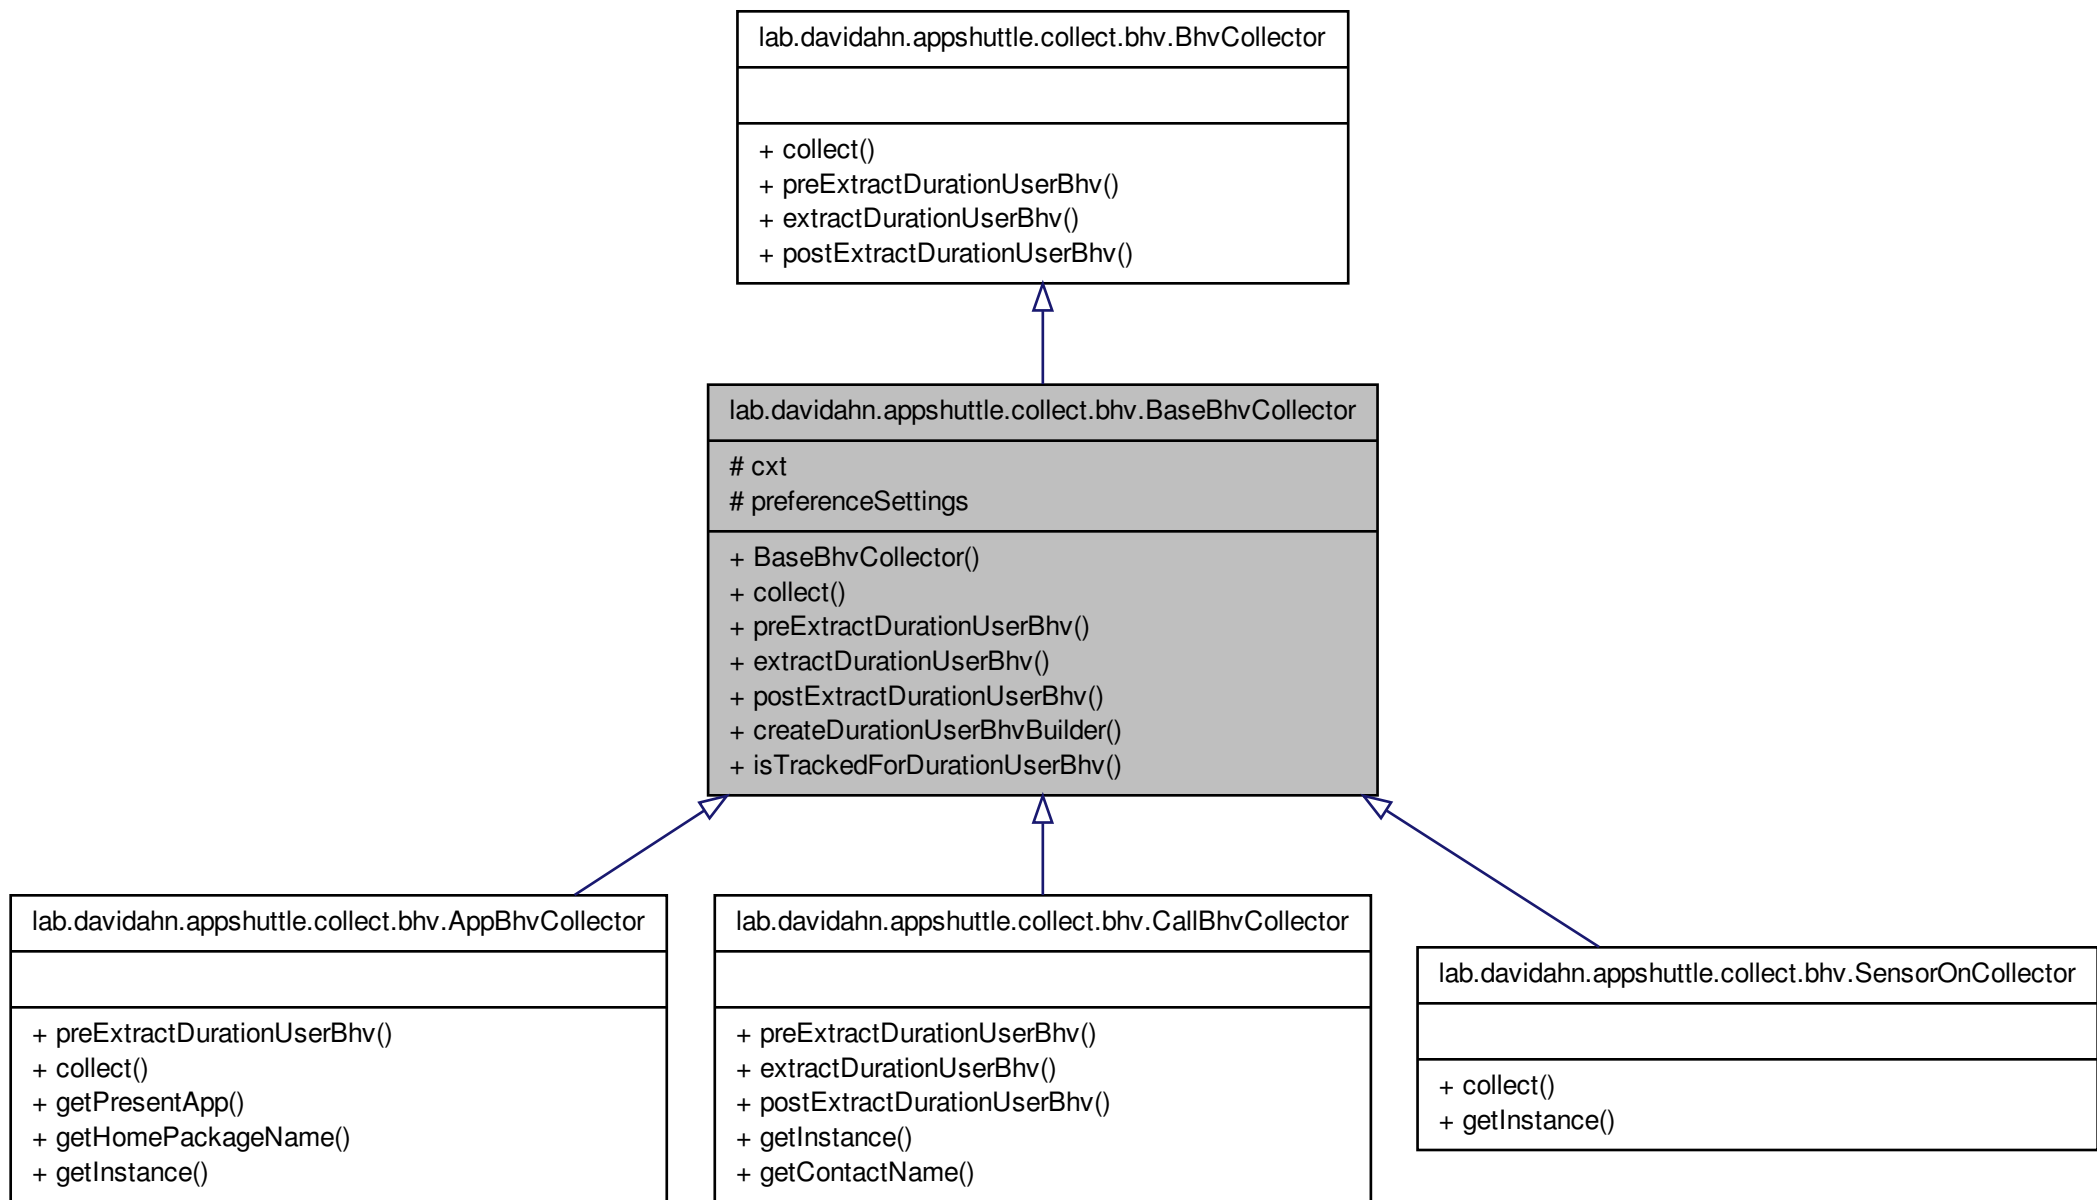 lab.davidahn.appshuttle.collect.bhv.BhvCollector
+ collect()
+ preExtractDurationUserBhv()
+ extractDurationUserBhv()
+ postExtractDurationUserBhv()
lab.davidahn.appshuttle.collect.bhv.BaseBhvCollector
# cxt
# preferenceSettings
+ BaseBhvCollector()
+ collect()
+ preExtractDurationUserBhv()
+ extractDurationUserBhv()
+ postExtractDurationUserBhv()
+ createDurationUserBhvBuilder()
+ isTrackedForDurationUserBhv()
lab.davidahn.appshuttle.collect.bhv.AppBhvCollector
+ preExtractDurationUserBhv()
+ collect()
+ getPresentApp()
+ getHomePackageName()
+ getInstance()
lab.davidahn.appshuttle.collect.bhv.CallBhvCollector
+ preExtractDurationUserBhv()
+ extractDurationUserBhv()
+ postExtractDurationUserBhv()
+ getInstance()
+ getContactName()
lab.davidahn.appshuttle.collect.bhv.SensorOnCollector
+ collect()
+ getInstance()